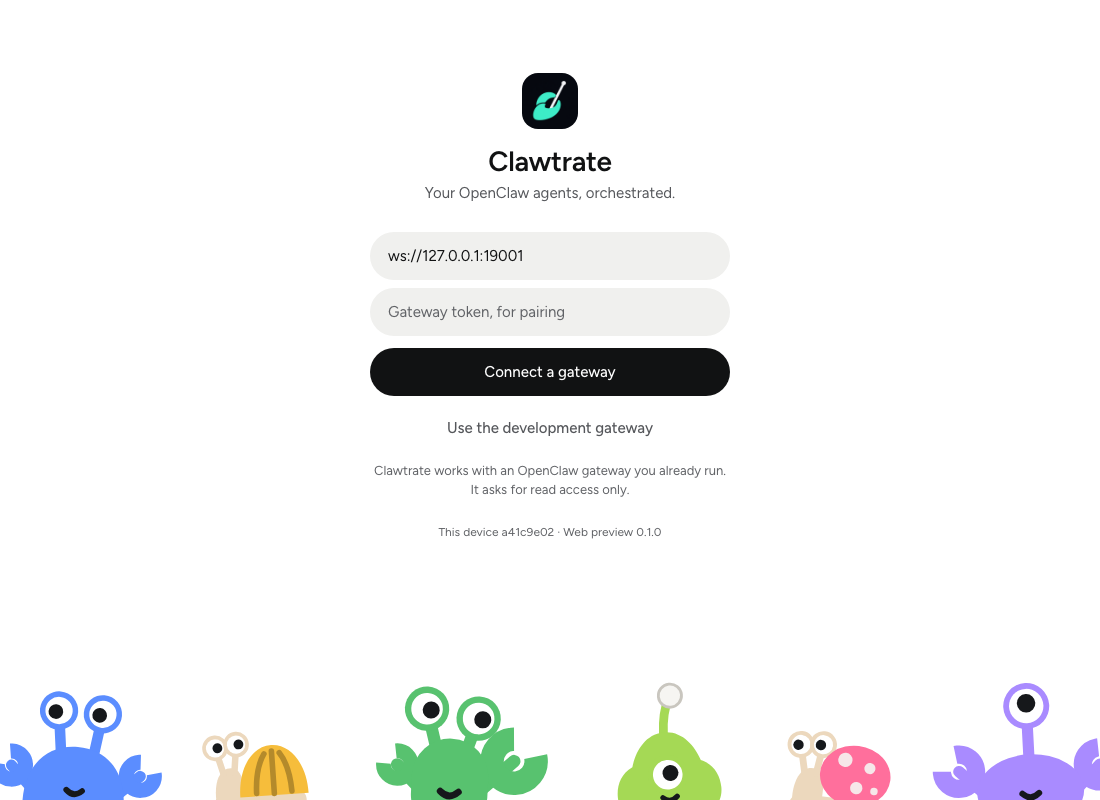 Clawtrate
Your OpenClaw agents, orchestrated.
ws://127.0.0.1:19001
Gateway token, for pairing
Connect a gateway
Use the development gateway
Clawtrate works with an OpenClaw gateway you already run.
It asks for read access only.
This device a41c9e02 · Web preview 0.1.0